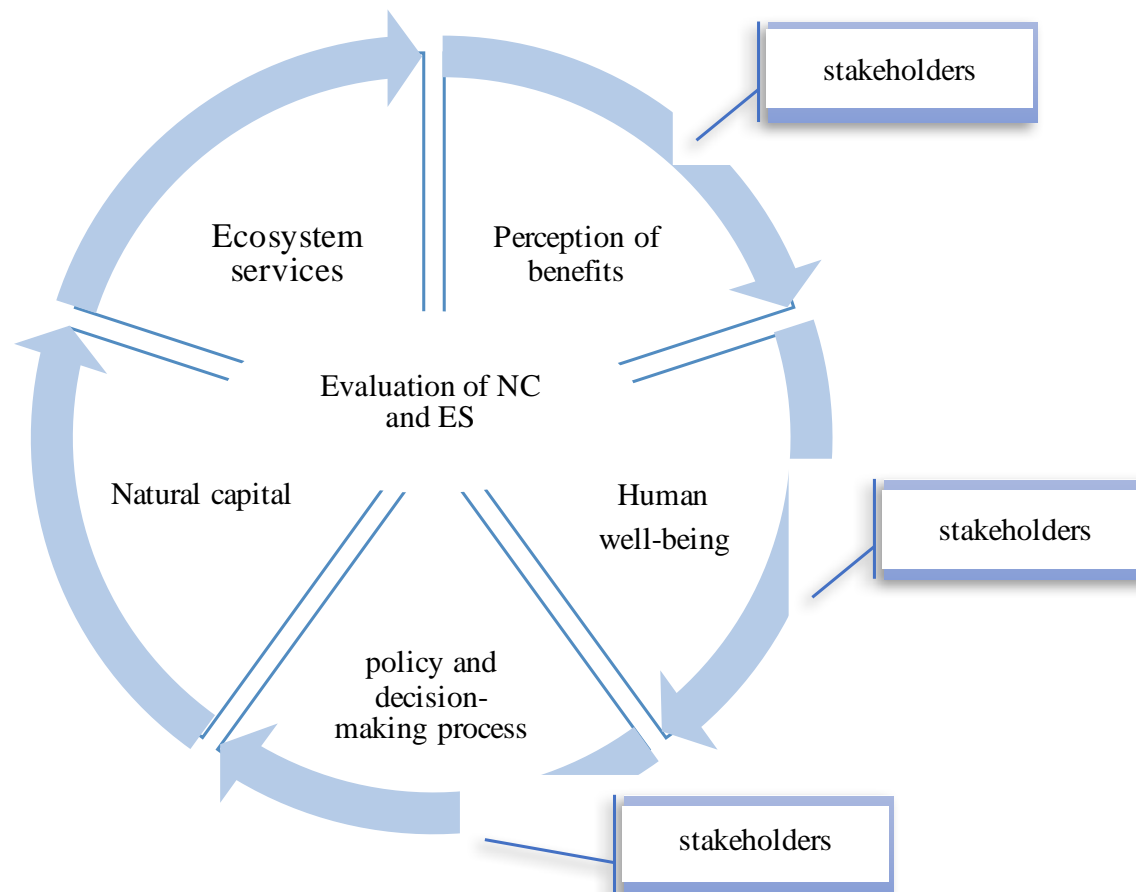 stakeholders
Ecosystem
services
Perception of
benefits
Evaluation of NC
and ES
Natural capital
Human
well-being
stakeholders
policy and
decision-
making process
stakeholders